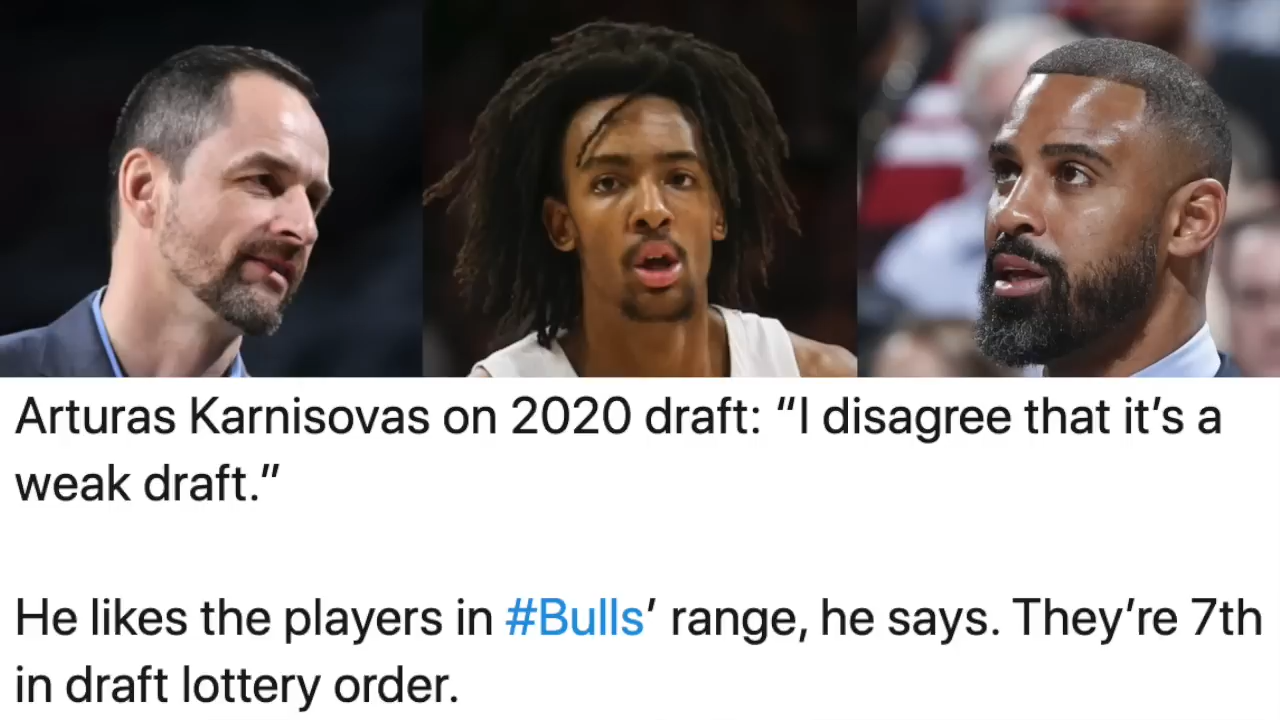 Arturas Karnisovas on 2020 draft: “I disagree that it’s a
weak draft.”
He likes the players in #Bulls’ range, he says. They’re 7th
in draft lottery order.